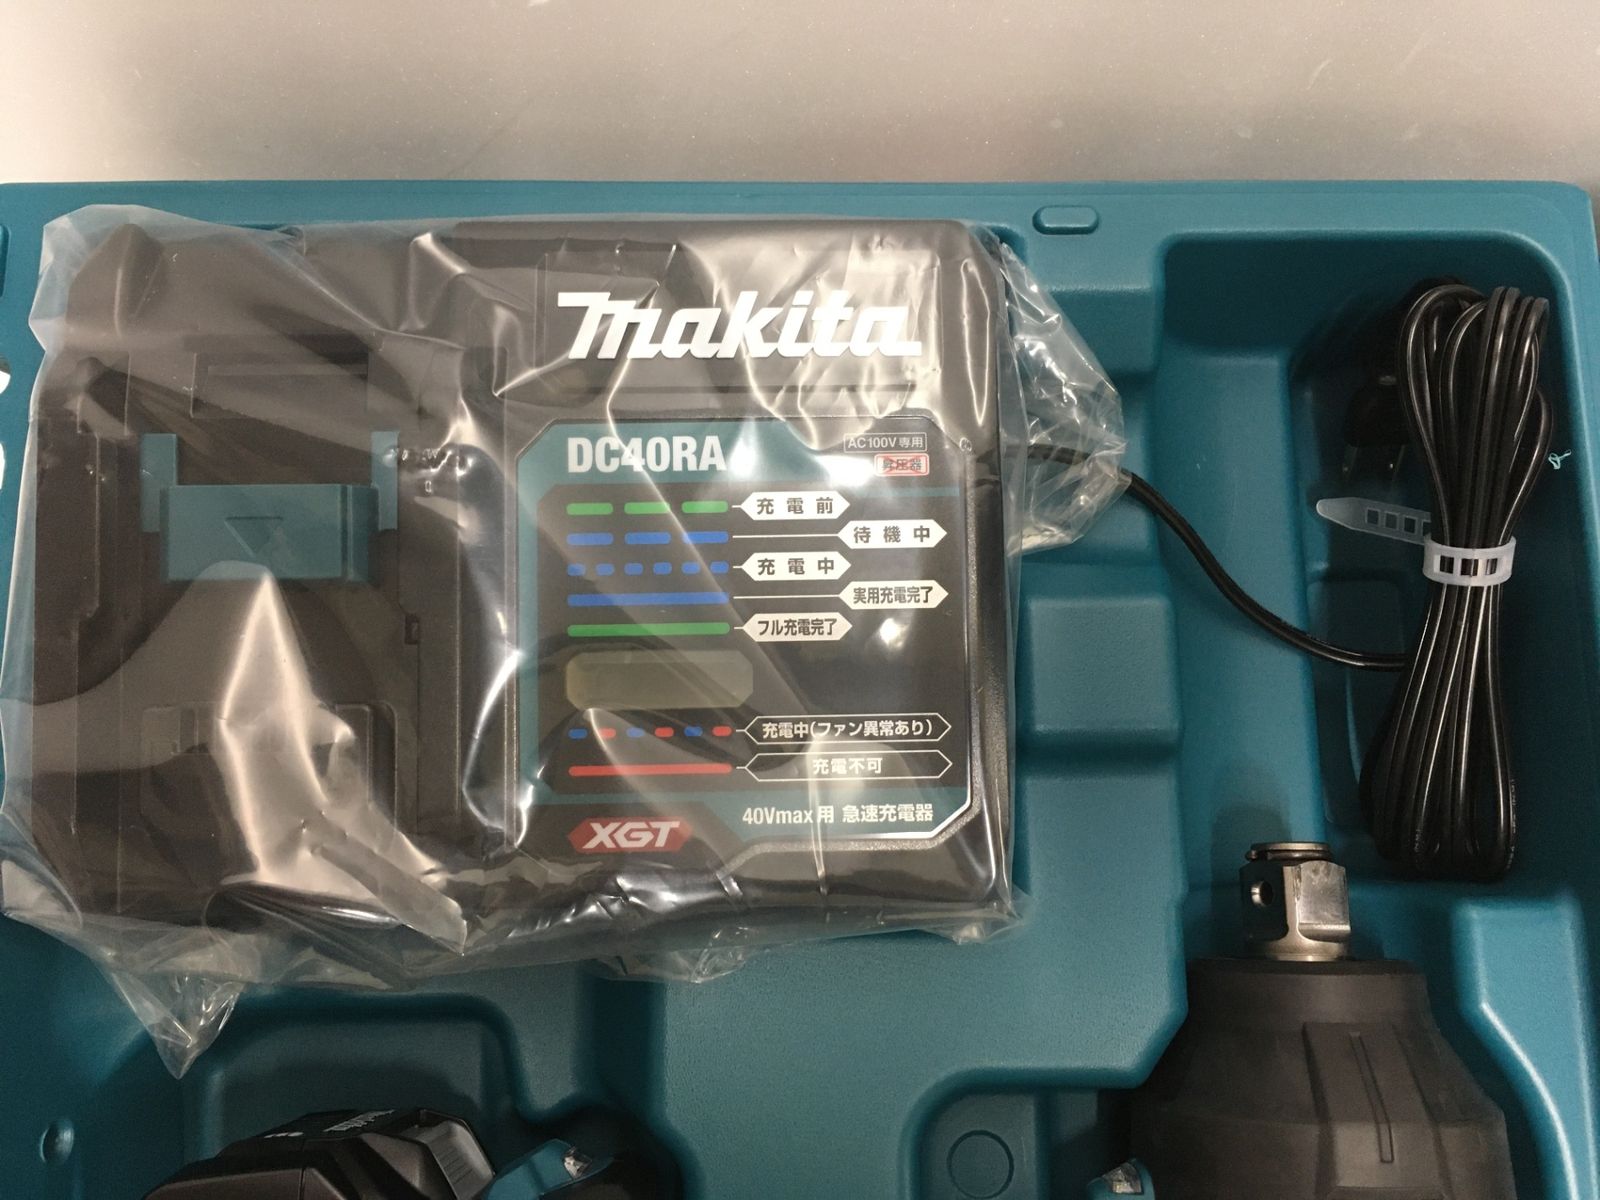 makita
DC40RA
AC100V専用
昇圧器
充電前
待機中
充電中
実用充電完了
フル充電完了
充電中(ファン異常あり)
充電不可
XGT
40Vmax用 急速充電器